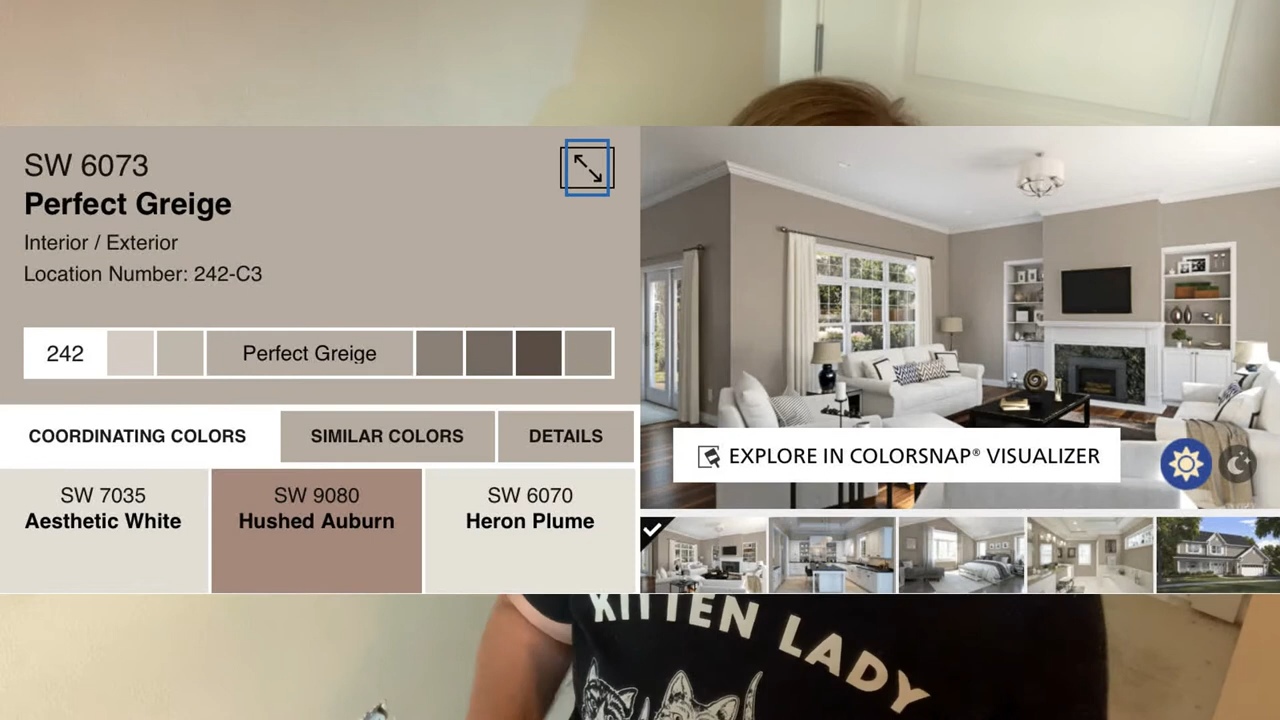 SW 6073
Perfect Greige
Interior / Exterior
Location Number: 242-C3
242
Perfect Greige
COORDINATING COLORS
SIMILAR COLORS
DETAILS
SW 7035
Aesthetic White
SW 9080
Hushed Auburn
SW 6070
Heron Plume
EXPLORE IN COLORSNAP® VISUALIZER
KITTEN LADY